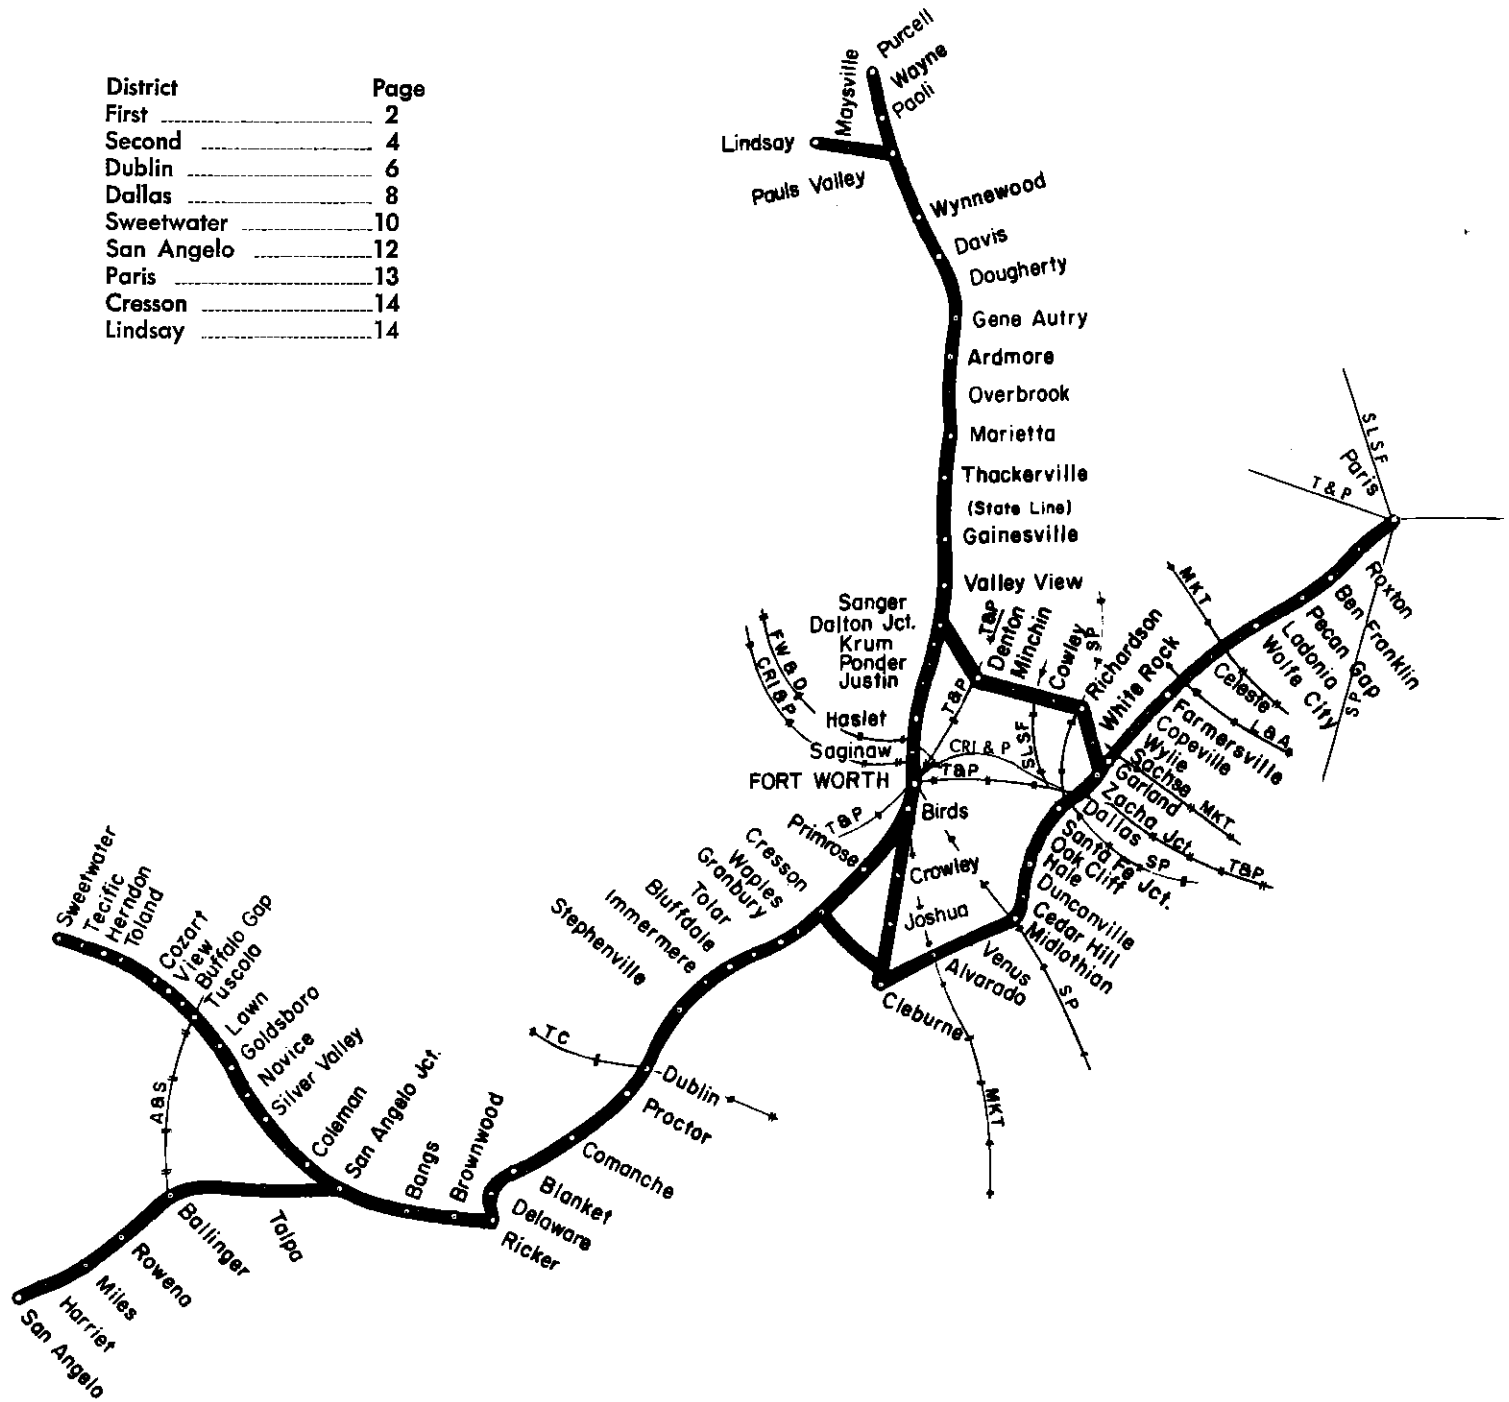 District Page
First 2
Second 4
Dublin 6
Dallas 8
Sweetwater 10
San Angelo 12
Paris 13
Cresson 14
Lindsay 14
Purcell
Wayne
Paoli
Maysville
Lindsay
Pauls Valley
Wynnewood
Davis
Dougherty
Gene Autry
Ardmore
Overbrook
Marietta
Thackerville
(State Line)
Gainesville
Valley View
Sanger
Dalton Jct.
Krum
Ponder
Justin
Haslet
Saginaw
FORT WORTH
FW & D
CRI & P
T&P
Denton
Minchin
Cowley
SP
Richardson
White Rock
T&P
SLSF
CRI & P
T&P
T&P
Birds
Crowley
Joshua
Cleburne
Alvarado
Venus
Midlothian
Cedar Hill
Duncanville
Hale
Oak Cliff
Santa Fe Jct.
Dallas
Zacha Jct.
Garland
Sachse
Wylie
Copeville
Farmersville
Celeste
Wolfe City
Ladonia
Pecan Gap
Ben Franklin
Roxton
Paris
SLSF
T & P
SP
MKT
L & A
MKT
T&P
SP
SP
MKT
Primrose
Cresson
Waples
Granbury
Tolar
Bluffdale
Immermere
Stephenville
TC
Dublin
Proctor
Comanche
Blanket
Delaware
Ricker
Brownwood
Bangs
San Angelo Jct.
Coleman
Silver Valley
Novice
Goldsboro
Lawn
Tuscola
Buffalo Gap
View
Cozart
Toland
Herndon
Tecific
Sweetwater
A & S
Talpa
Ballinger
Rowena
Miles
Harriet
San Angelo